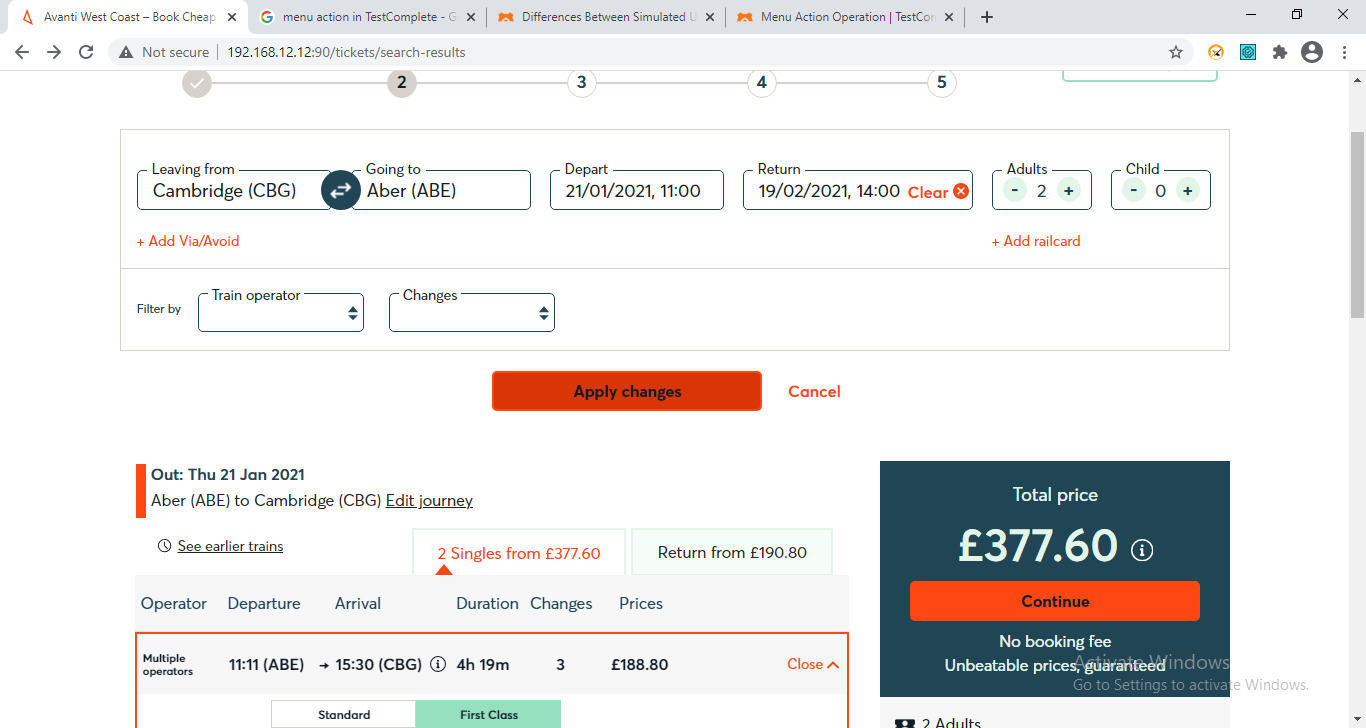 Avanti West Coast – Book Cheap
menu action in TestComplete - G
Differences Between Simulated U
Menu Action Operation | TestCom
Not secure
192.168.12.12:90/tickets/search-results
2 3 4 5
Leaving from
Cambridge (CBG)
Going to
Aber (ABE)
Depart
21/01/2021, 11:00
Return
19/02/2021, 14:00 Clear
Adults
- 2 +
Child
- 0 +
+ Add Via/Avoid
+ Add railcard
Filter by
Train operator
Changes
Apply changes
Cancel
Out: Thu 21 Jan 2021
Aber (ABE) to Cambridge (CBG) Edit journey
See earlier trains
2 Singles from £377.60
Return from £190.80
Operator Departure Arrival Duration Changes Prices
Multiple
operators
11:11 (ABE) → 15:30 (CBG) i 4h 19m 3 £188.80 Close
Standard
First Class
Total price
£377.60 i
Continue
No booking fee
Unbeatable prices, guaranteed
2 Adults
Activate Windows
Go to Settings to activate Windows.